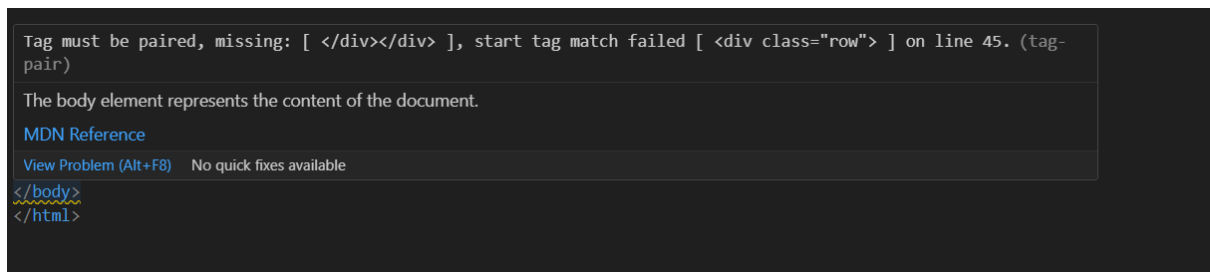 Tag must be paired, missing: [ </div></div> ], start tag match failed [ <div class="row"> ] on line 45. (tag-
pair)
The body element represents the content of the document.
MDN Reference
View Problem (Alt+F8) No quick fixes available
</body>
</html>